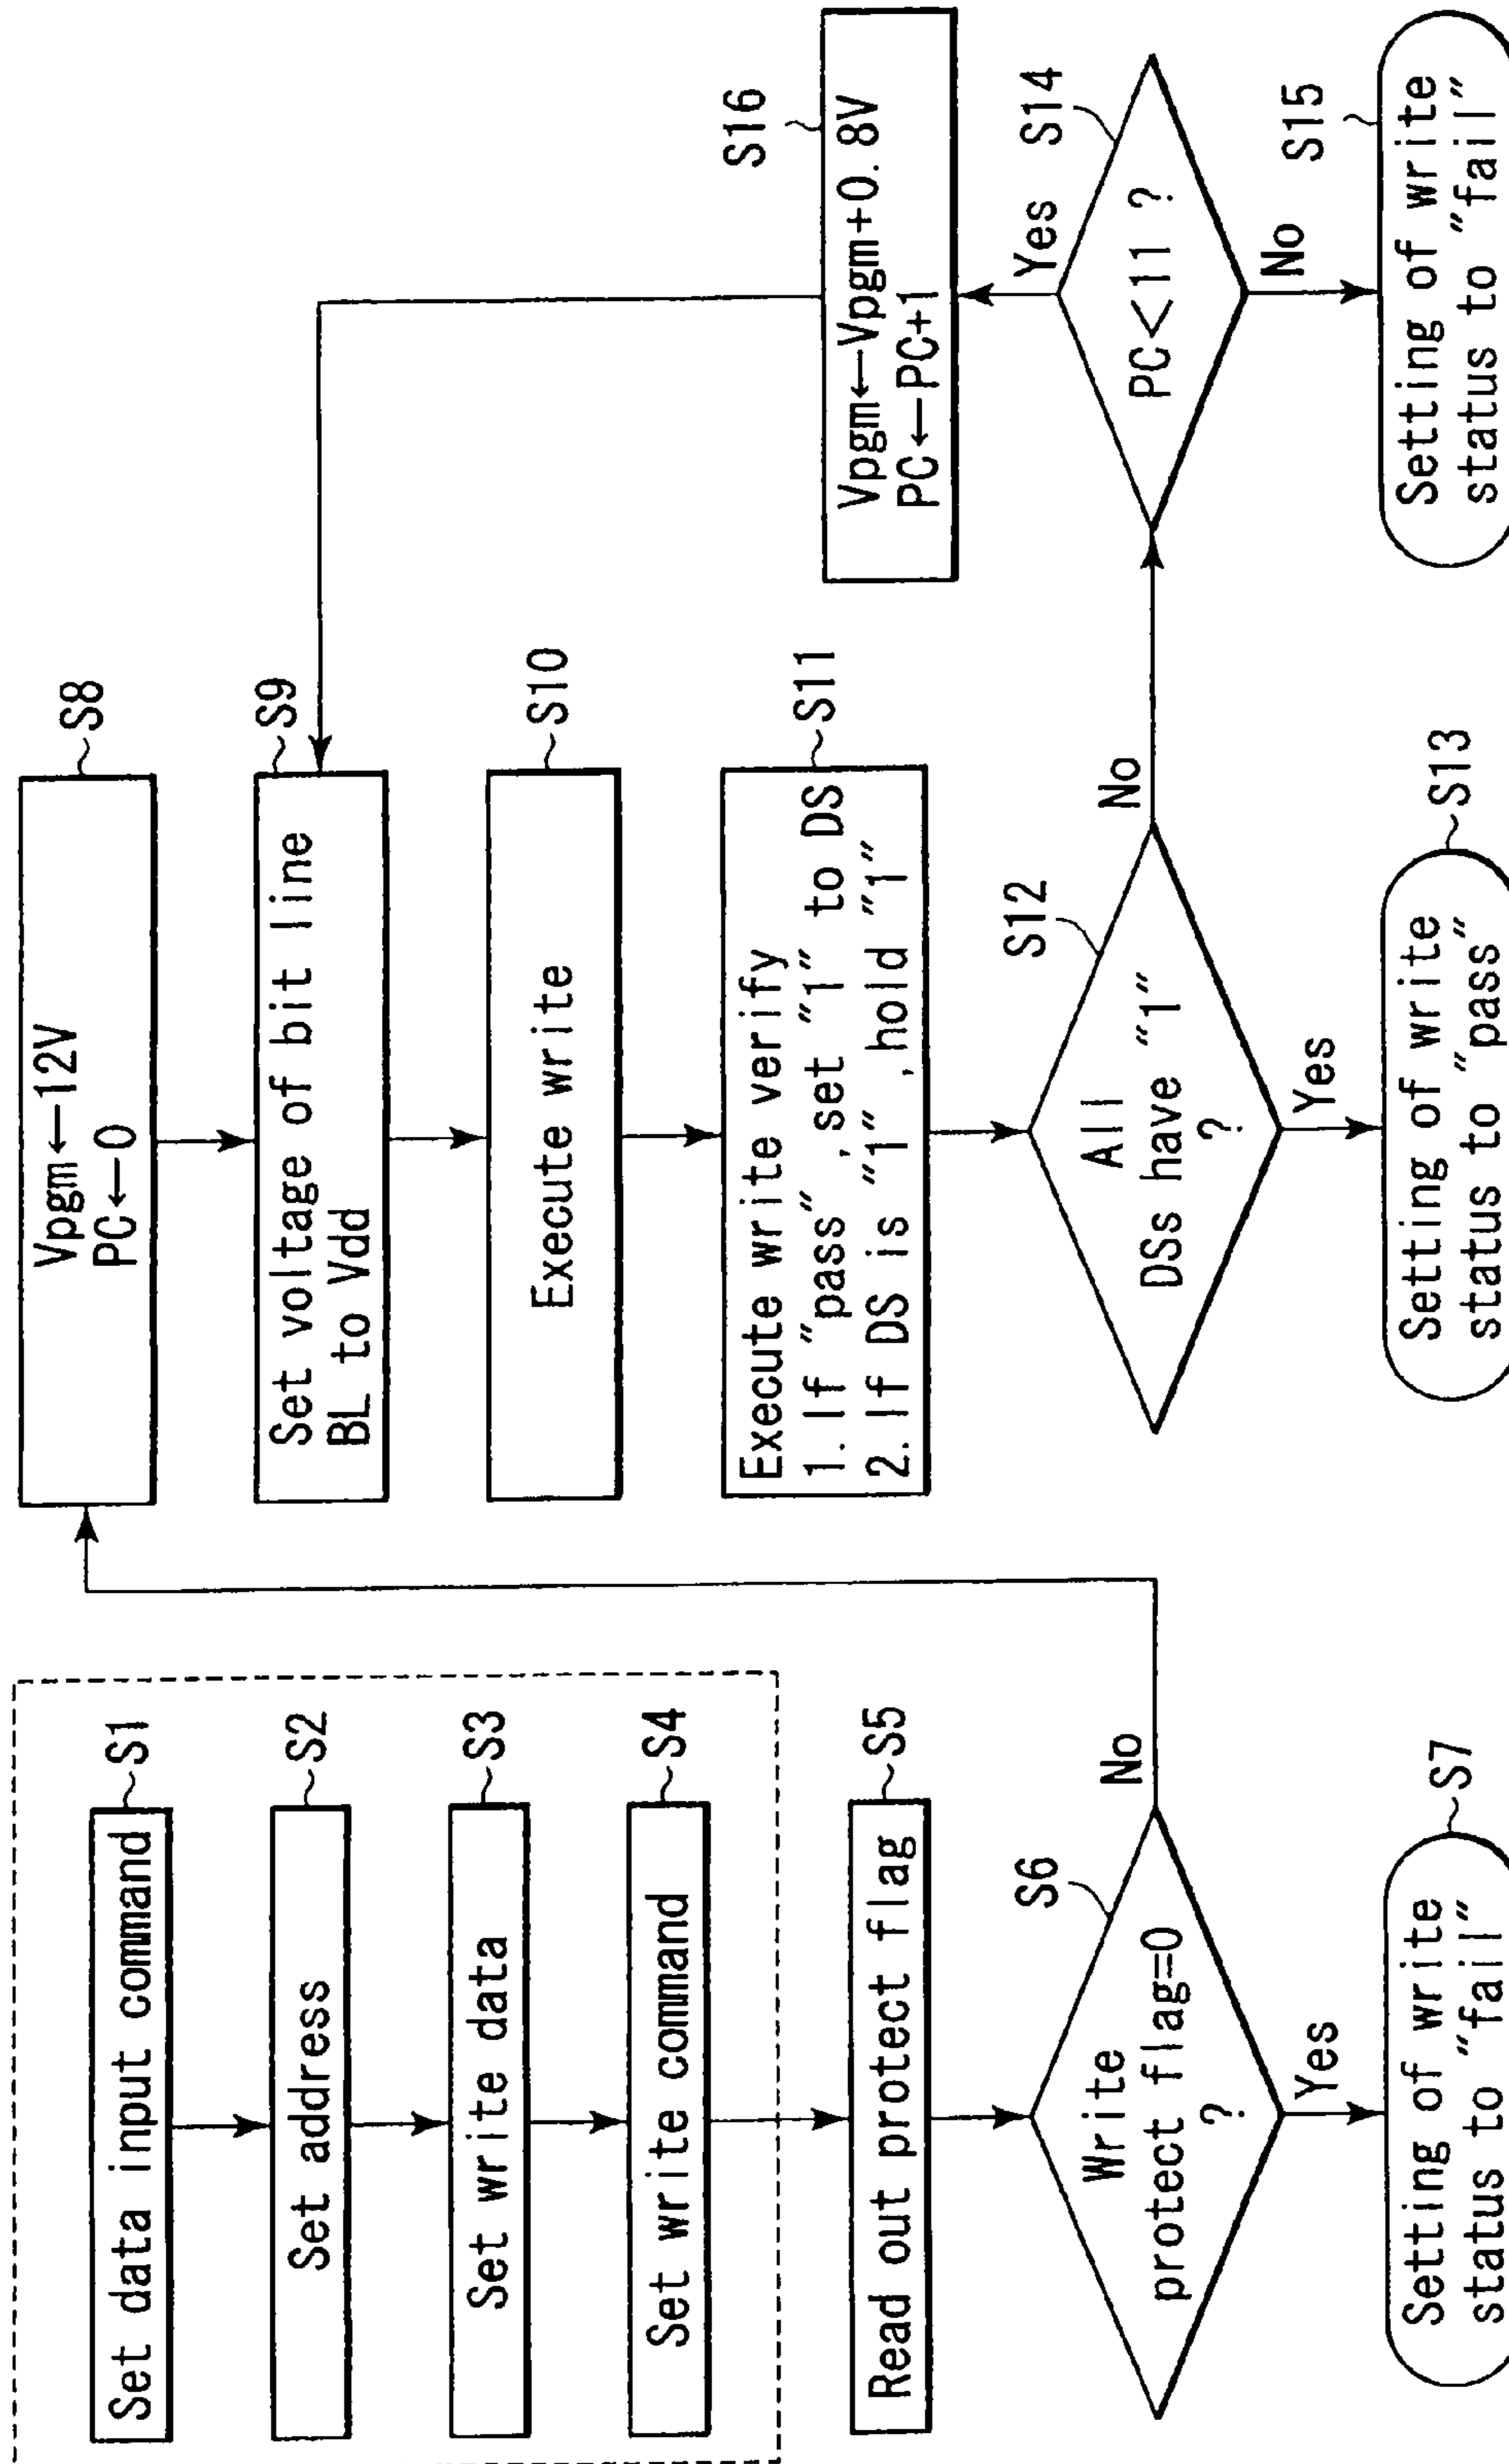 Set data input command
S1
Set address
S2
Set write data
S3
Set write command
S4
Read out protect flag
S5
Write
protect flag=0
?
S6
No
Yes
Setting of write
status to "fail"
S7
Vpgm←12V
PC←0
S8
Set voltage of bit line
BL to Vdd
S9
Execute write
S10
Execute write verify
1. If "pass",set "1" to DS
2. If DS is "1",hold "1"
S11
All
DSs have "1"
?
S12
No
Yes
Setting of write
status to "pass"
S13
PC<11 ?
S14
Yes
No
Setting of write
status to "fail"
S15
Vpgm←Vpgm+0.8V
PC←PC+1
S16